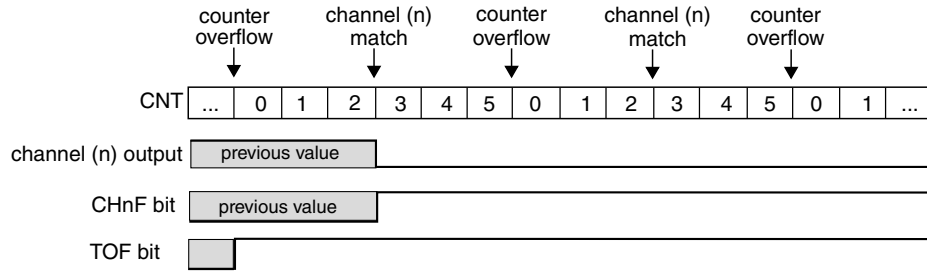 counter overflow
channel (n) match
counter overflow
channel (n) match
counter overflow
CNT ... 0 1 2 3 4 5 0 1 2 3 4 5 0 1 ...
channel (n) output previous value
CHnF bit previous value
TOF bit